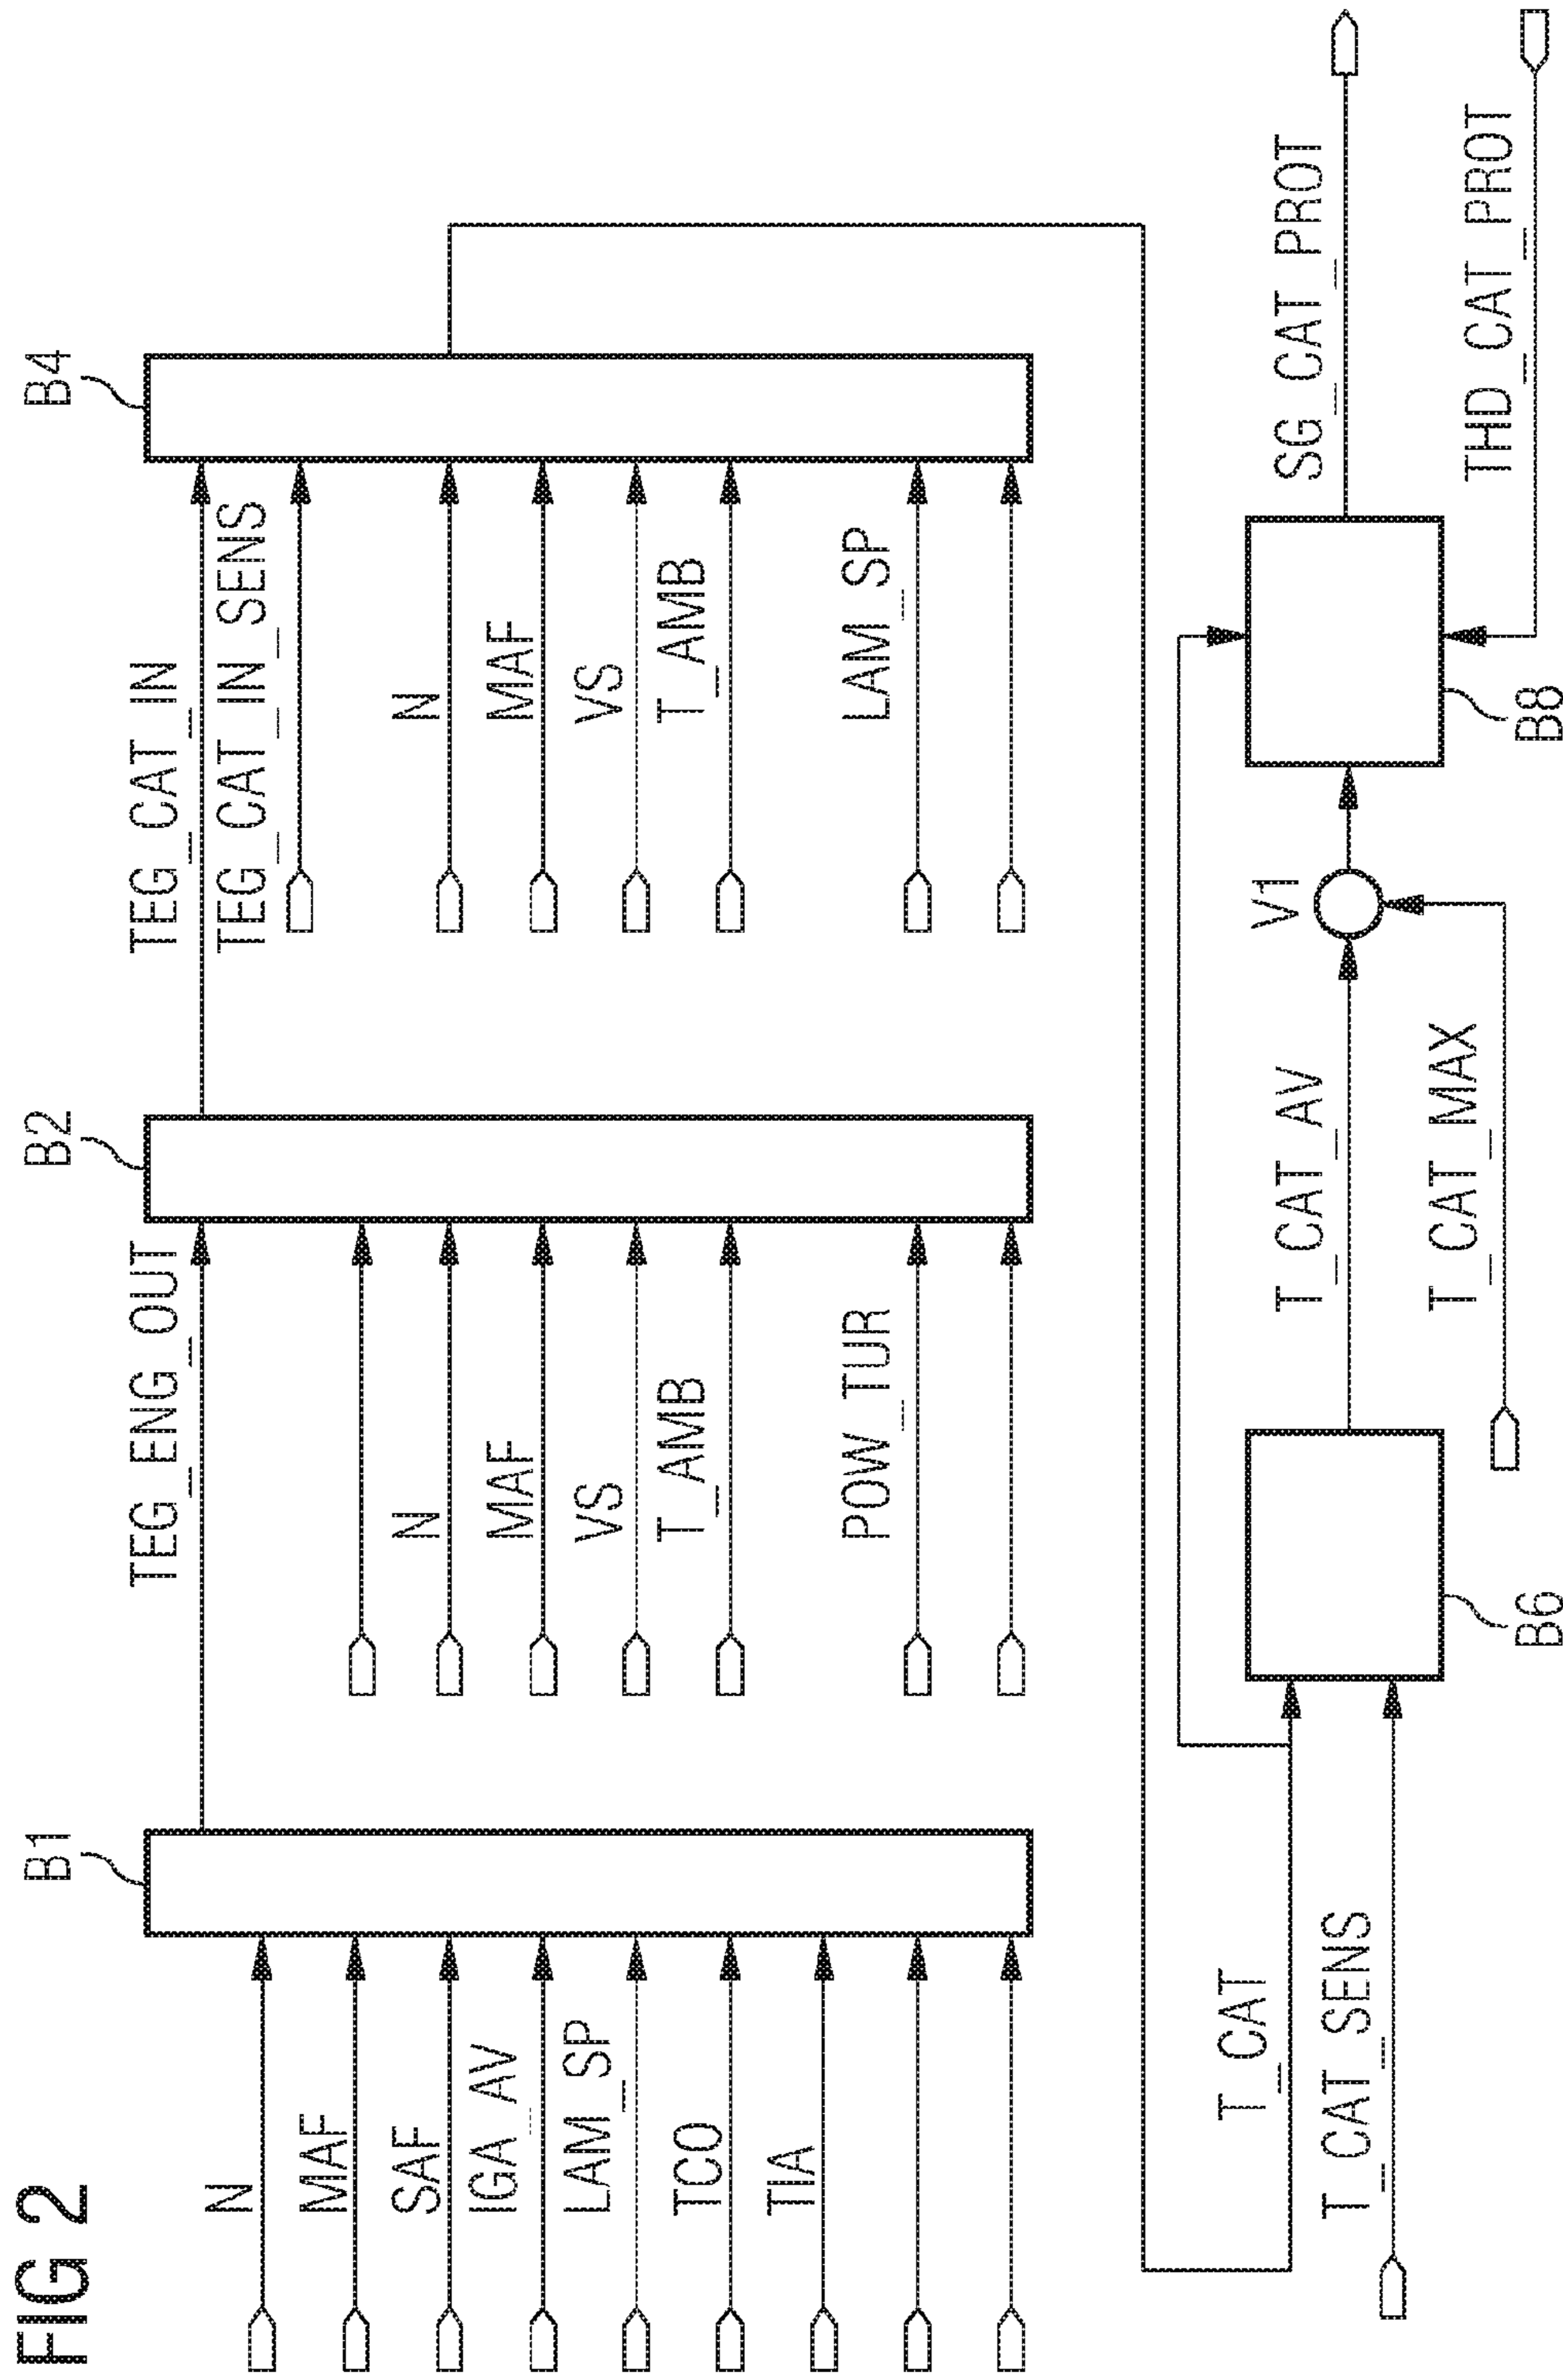 FIG 2
B1
B2
B4
N
MAF
SAF
IGA_AV
LAM_SP
TCO
TIA
TEG_ENG_OUT
N
MAF
VS
T_AMB
POW_TUR
TEG_CAT_IN
TEG_CAT_IN_SENS
N
MAF
VS
T_AMB
LAM_SP
T_CAT
T_CAT_SENS
B6
T_CAT_AV
T_CAT_MAX
V1
B8
SG_CAT_PROT
THD_CAT_PROT